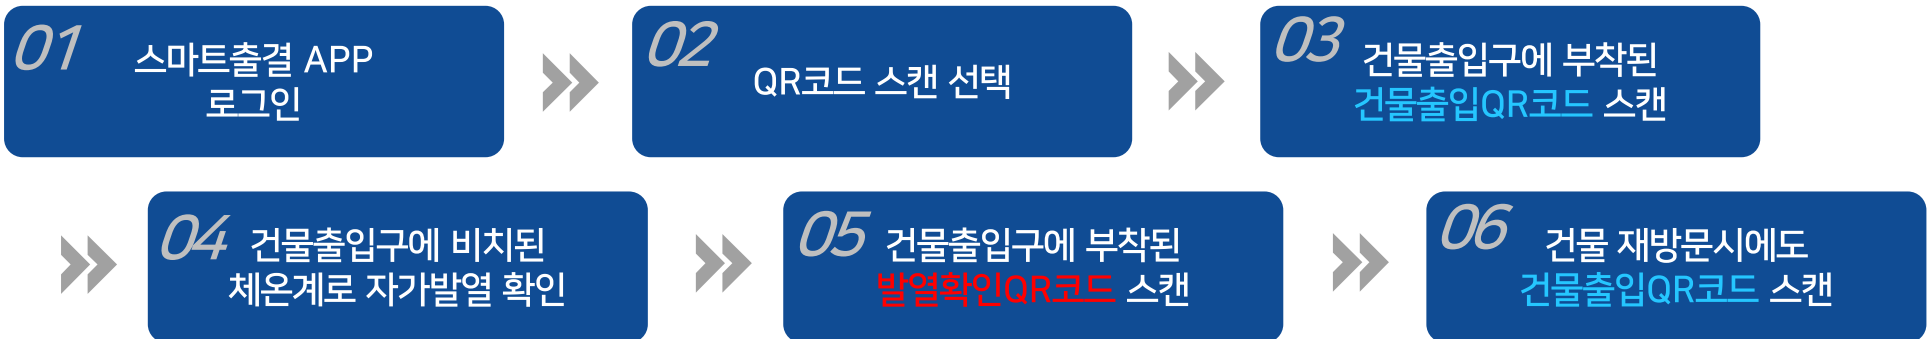 01
스마트출결 APP
로그인
02
QR코드 스캔 선택
03
건물출입구에 부착된
건물출입QR코드 스캔
04
건물출입구에 비치된
체온계로 자가발열 확인
05
건물출입구에 부착된
발열확인QR코드 스캔
06
건물 재방문시에도
건물출입QR코드 스캔